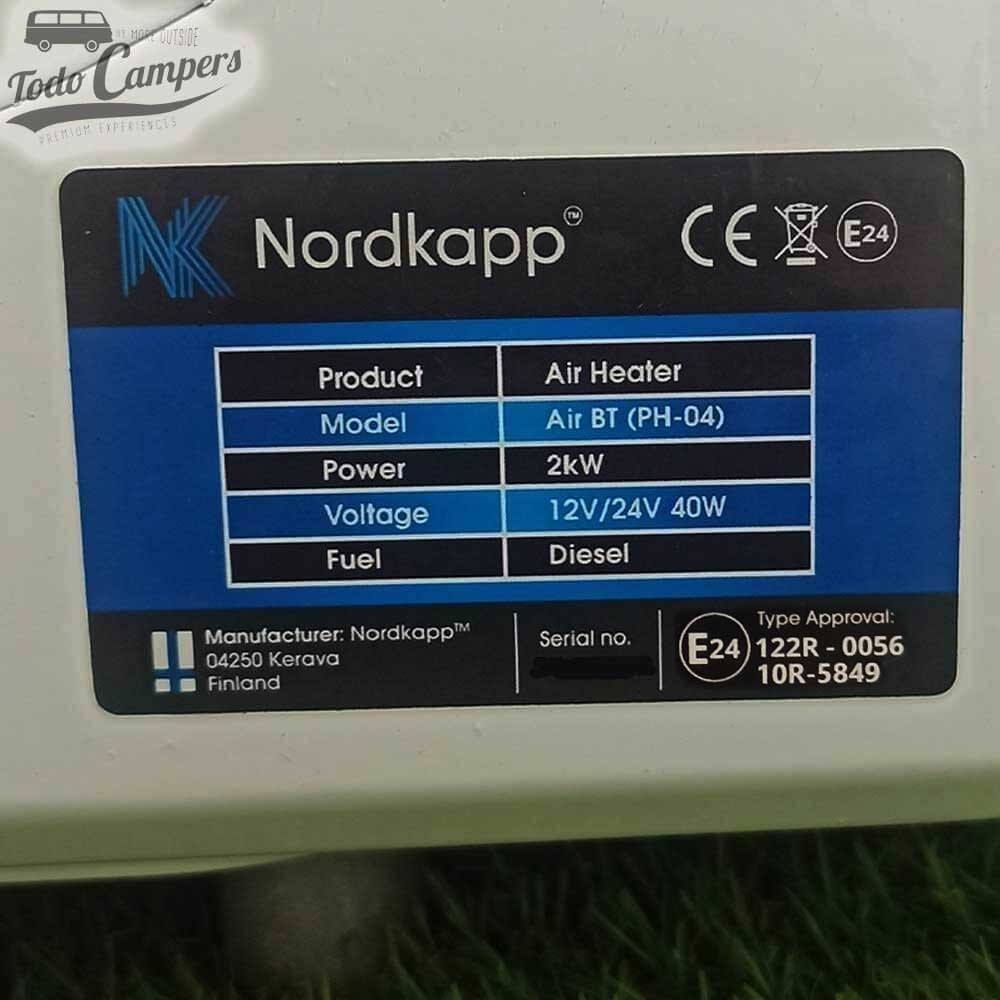 BY MORE OUTSIDE
Todo Campers
PREMIUM EXPERIENCES
NK Nordkapp™ CE E24
Product Air Heater
Model Air BT (PH-04)
Power 2kW
Voltage 12V/24V 40W
Fuel Diesel
Manufacturer: Nordkapp™
04250 Kerava
Finland
Serial no.
E24
Type Approval:
122R - 0056
10R-5849